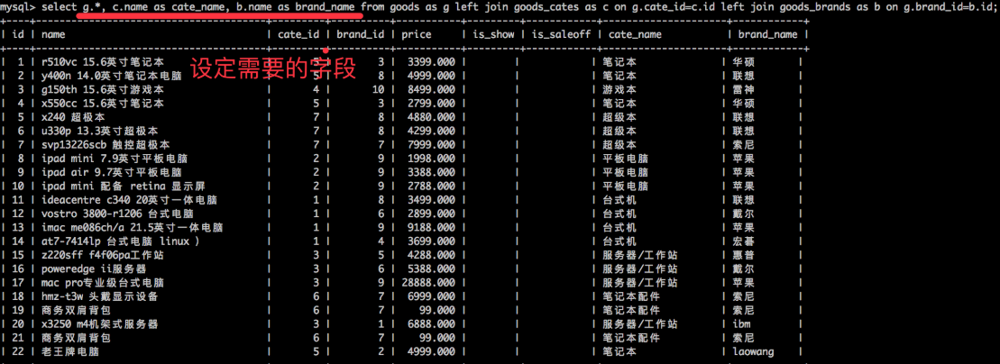 mysql> select g.*, c.name as cate_name, b.name as brand_name from goods as g left join goods_cates as c on g.cate_id=c.id left join goods_brands as b on g.brand_id=b.id;
| id | name | cate_id | brand_id | price | is_show | is_saleoff | cate_name | brand_name |
| 1 | r510vc 15.6英寸笔记本 | 5 | 3 | 3399.000 | | | 笔记本 | 华硕 |
设定需要的字段
| 2 | y400n 14.0英寸笔记本电脑 | 5 | 8 | 4999.000 | | | 笔记本 | 联想 |
| 3 | g150th 15.6英寸游戏本 | 4 | 10 | 8499.000 | | | 游戏本 | 雷神 |
| 4 | x550cc 15.6英寸笔记本 | 5 | 3 | 2799.000 | | | 笔记本 | 华硕 |
| 5 | x240 超极本 | 7 | 8 | 4880.000 | | | 超级本 | 联想 |
| 6 | u330p 13.3英寸超极本 | 7 | 8 | 4299.000 | | | 超级本 | 联想 |
| 7 | svp13226scb 触控超极本 | 7 | 7 | 7999.000 | | | 超级本 | 索尼 |
| 8 | ipad mini 7.9英寸平板电脑 | 2 | 9 | 1998.000 | | | 平板电脑 | 苹果 |
| 9 | ipad air 9.7英寸平板电脑 | 2 | 9 | 3388.000 | | | 平板电脑 | 苹果 |
| 10 | ipad mini 配备 retina 显示屏 | 2 | 9 | 2788.000 | | | 平板电脑 | 苹果 |
| 11 | ideacentre c340 20英寸一体电脑 | 1 | 8 | 3499.000 | | | 台式机 | 联想 |
| 12 | vostro 3800-r1206 台式电脑 | 1 | 6 | 2899.000 | | | 台式机 | 戴尔 |
| 13 | imac me086ch/a 21.5英寸一体电脑 | 1 | 9 | 9188.000 | | | 台式机 | 苹果 |
| 14 | at7-7414lp 台式电脑 linux ) | 1 | 4 | 3699.000 | | | 台式机 | 宏碁 |
| 15 | z220sff f4f06pa工作站 | 3 | 5 | 4288.000 | | | 服务器/工作站 | 惠普 |
| 16 | poweredge ii服务器 | 3 | 6 | 5388.000 | | | 服务器/工作站 | 戴尔 |
| 17 | mac pro专业级台式电脑 | 3 | 9 | 28888.000 | | | 服务器/工作站 | 苹果 |
| 18 | hmz-t3w 头戴显示设备 | 6 | 7 | 6999.000 | | | 笔记本配件 | 索尼 |
| 19 | 商务双肩背包 | 6 | 7 | 99.000 | | | 笔记本配件 | 索尼 |
| 20 | x3250 m4机架式服务器 | 3 | 1 | 6888.000 | | | 服务器/工作站 | ibm |
| 21 | 商务双肩背包 | 6 | 7 | 99.000 | | | 笔记本配件 | 索尼 |
| 22 | 老王牌电脑 | 5 | 2 | 4999.000 | | | 笔记本 | laowang |